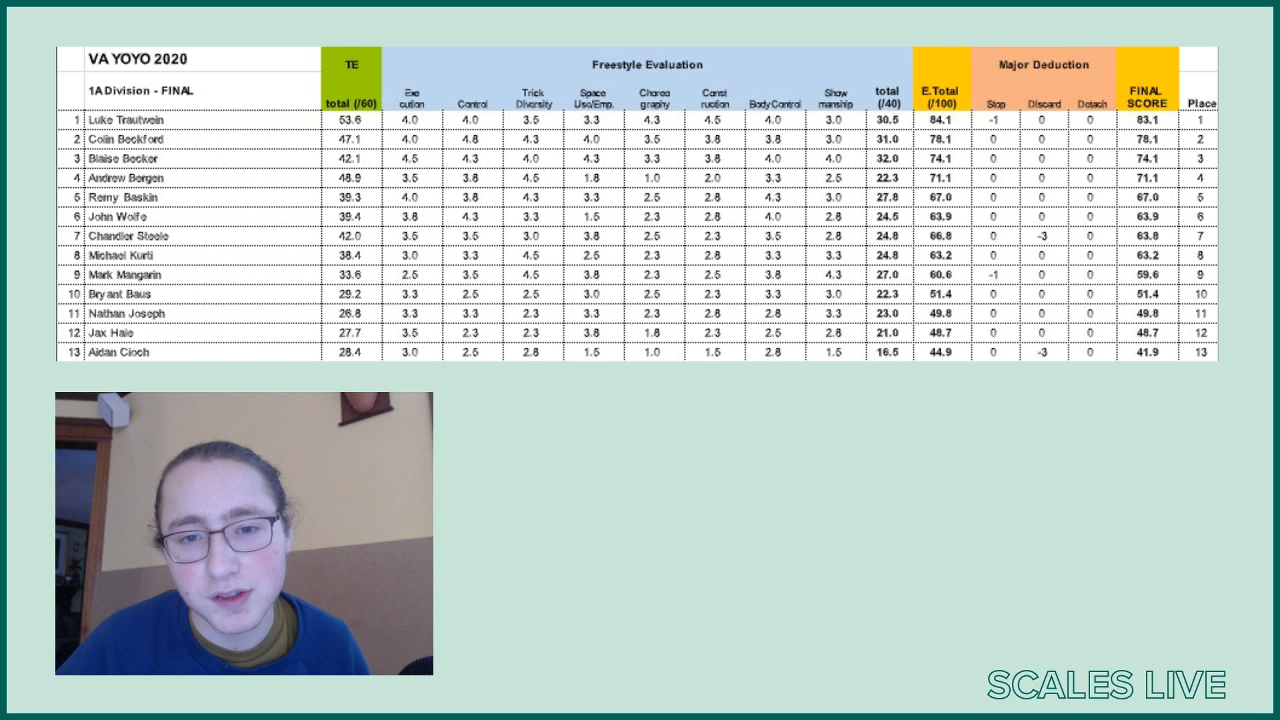 VA YOYO 2020 TE Freestyle Evaluation Major Deduction
1A Division - FINAL total (/60) Exe cution Control Trick Diversity Space Use/Emp. Choreo graphy Const ruction Body Control Show manship total (/40) E.Total (/100) Stop Discard Detach FINAL SCORE Place
1 Luke Trautwein 53.6 4.0 4.0 3.5 3.3 4.3 4.5 4.0 3.0 30.5 84.1 -1 0 0 83.1 1
2 Colin Beckford 47.1 4.0 4.8 4.3 4.0 3.5 3.8 3.8 3.0 31.0 78.1 0 0 0 78.1 2
3 Blaise Becker 42.1 4.5 4.3 4.0 4.3 3.3 3.8 4.0 4.0 32.0 74.1 0 0 0 74.1 3
4 Andrew Bergen 48.9 3.5 3.8 4.5 1.8 1.0 2.0 3.3 2.5 22.3 71.1 0 0 0 71.1 4
5 Remy Baskin 39.3 4.0 3.8 4.3 3.3 2.5 2.8 4.3 3.0 27.8 67.0 0 0 0 67.0 5
6 John Wolfe 39.4 3.8 4.3 3.3 1.5 2.3 2.8 4.0 2.8 24.5 63.9 0 0 0 63.9 6
7 Chandler Steele 42.0 3.5 3.5 3.0 3.8 2.5 2.3 3.5 2.8 24.8 66.8 0 -3 0 63.8 7
8 Michael Kurti 38.4 3.0 3.3 4.5 2.5 2.3 2.8 3.3 3.3 24.8 63.2 0 0 0 63.2 8
9 Mark Mangarin 33.6 2.5 3.5 4.5 3.8 2.3 2.5 3.8 4.3 27.0 60.6 -1 0 0 59.6 9
10 Bryant Baus 29.2 3.3 2.5 2.5 3.0 2.5 2.3 3.3 3.0 22.3 51.4 0 0 0 51.4 10
11 Nathan Joseph 26.8 3.3 3.3 2.3 3.3 2.3 2.8 2.8 3.3 23.0 49.8 0 0 0 49.8 11
12 Jax Hale 27.7 3.5 2.3 2.3 3.8 1.8 2.3 2.5 2.8 21.0 48.7 0 0 0 48.7 12
13 Aidan Cioch 28.4 3.0 2.5 2.8 1.5 1.0 1.5 2.8 1.5 16.5 44.9 0 -3 0 41.9 13
SCALES LIVE